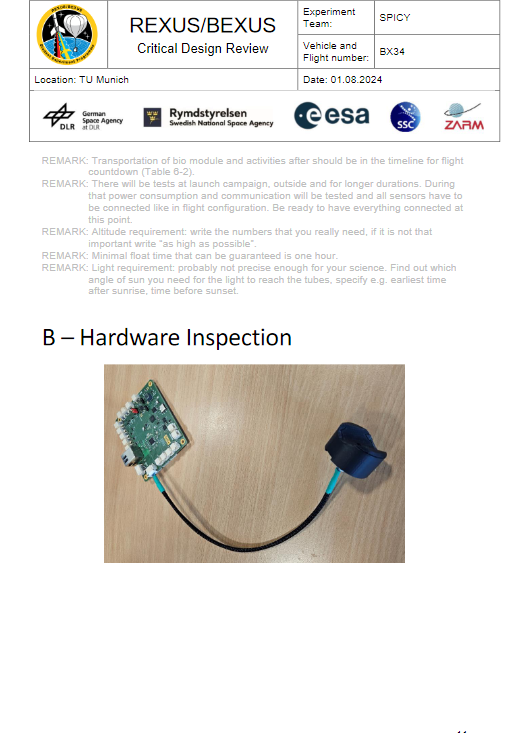 REXUS/BEXUS
Critical Design Review
Experiment
Team:
SPICY
Vehicle and
Flight number:
BX34
Location: TU Munich
Date: 01.08.2024
DLR
German
Space Agency
at DLR
Rymdstyrelsen
Swedish National Space Agency
esa
SSC
ZARM
REMARK: Transportation of bio module and activities after should be in the timeline for flight
countdown (Table 6-2).
REMARK: There will be tests at launch campaign, outside and for longer durations. During
that power consumption and communication will be tested and all sensors have to
be connected like in flight configuration. Be ready to have everything connected at
this point.
REMARK: Altitude requirement: write the numbers that you really need, if it is not that
important write “as high as possible”.
REMARK: Minimal float time that can be guaranteed is one hour.
REMARK: Light requirement: probably not precise enough for your science. Find out which
angle of sun you need for the light to reach the tubes, specify e.g. earliest time
after sunrise, time before sunset.
B – Hardware Inspection